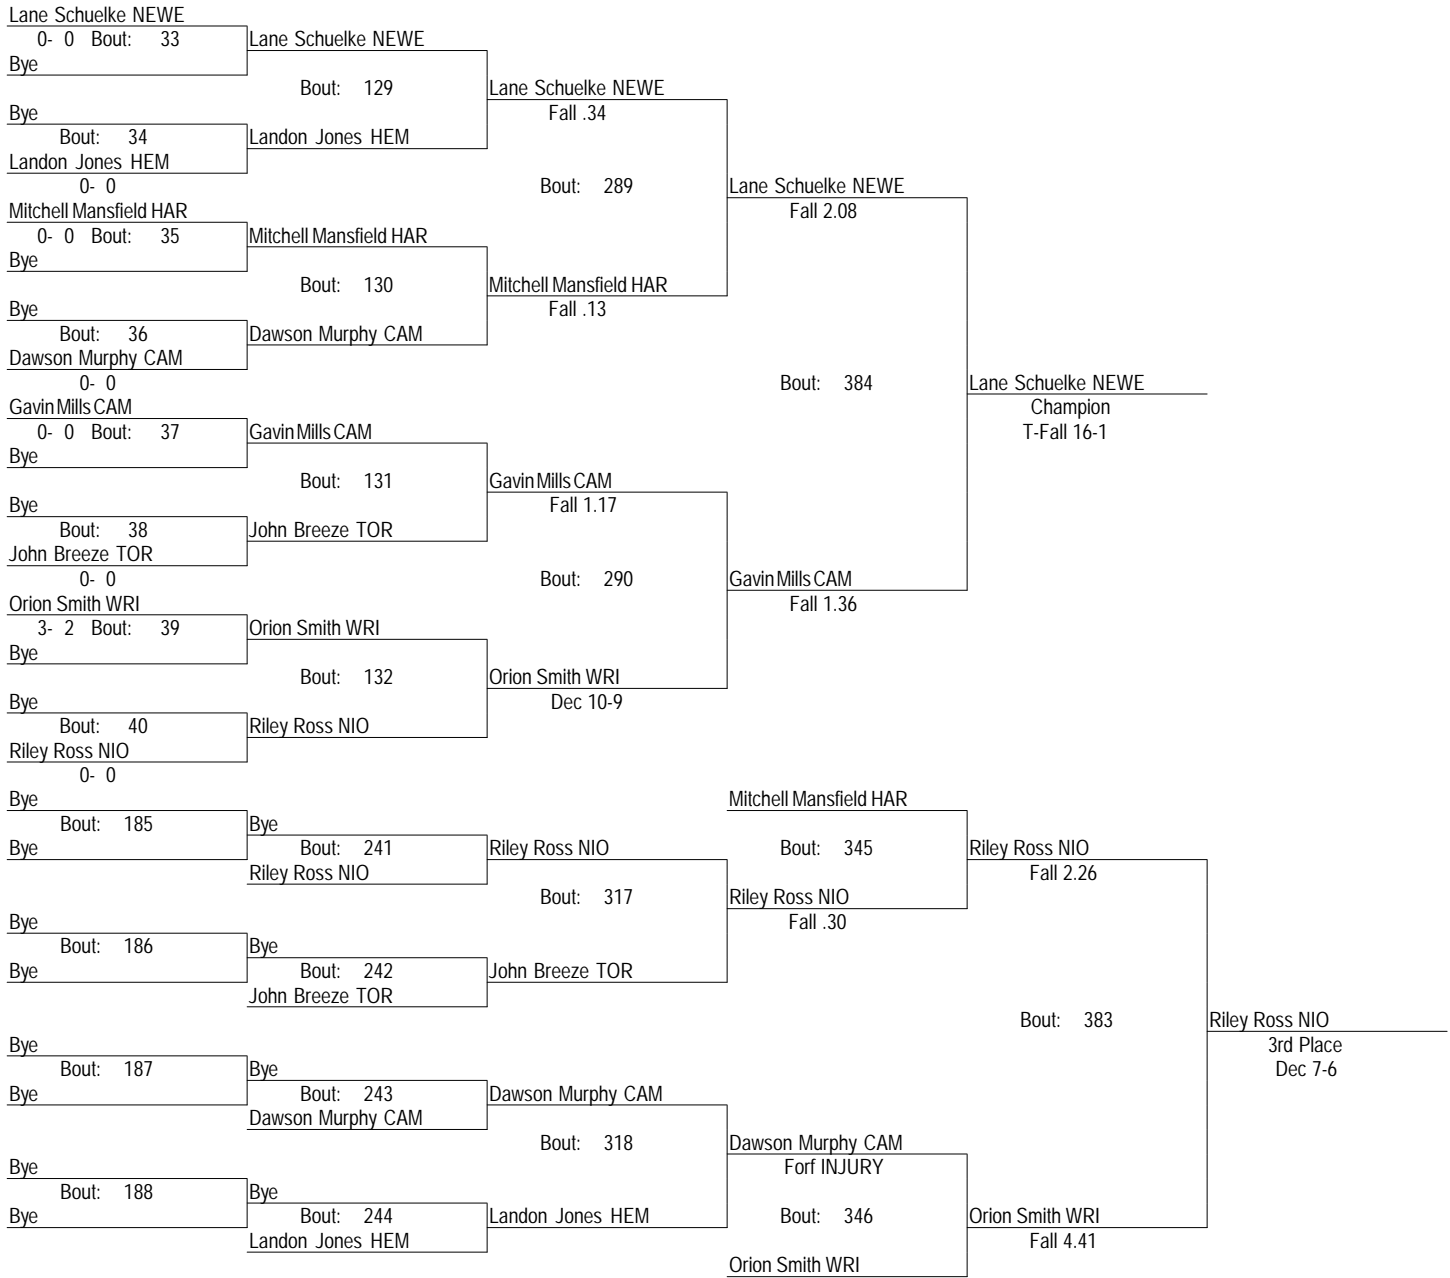 Lane Schuelke NEWE
0- 0 Bout: 33 Lane Schuelke NEWE
Bye
Bout: 129 Lane Schuelke NEWE
Bye Fall .34
Bout: 34 Landon Jones HEM
Landon Jones HEM
0- 0 Bout: 289 Lane Schuelke NEWE
Mitchell Mansfield HAR Fall 2.08
0- 0 Bout: 35 Mitchell Mansfield HAR
Bye
Bout: 130 Mitchell Mansfield HAR
Bye Fall .13
Bout: 36 Dawson Murphy CAM
Dawson Murphy CAM
0- 0 Bout: 384 Lane Schuelke NEWE
Gavin Mills CAM Champion
0- 0 Bout: 37 Gavin Mills CAM T-Fall 16-1
Bye
Bout: 131 Gavin Mills CAM
Bye Fall 1.17
Bout: 38 John Breeze TOR
John Breeze TOR
0- 0 Bout: 290 Gavin Mills CAM
Orion Smith WRI Fall 1.36
3- 2 Bout: 39 Orion Smith WRI
Bye
Bout: 132 Orion Smith WRI
Bye Dec 10-9
Bout: 40 Riley Ross NIO
Riley Ross NIO
0- 0
Bye Mitchell Mansfield HAR
Bout: 185 Bye
Bye Bout: 241 Riley Ross NIO Bout: 345 Riley Ross NIO
Riley Ross NIO Fall 2.26
Bout: 317 Riley Ross NIO
Bye Fall .30
Bout: 186 Bye
Bye Bout: 242 John Breeze TOR
John Breeze TOR
Bout: 383 Riley Ross NIO
Bye 3rd Place
Bout: 187 Bye Dec 7-6
Bye Bout: 243 Dawson Murphy CAM
Dawson Murphy CAM
Bout: 318 Dawson Murphy CAM
Bye Forf INJURY
Bout: 188 Bye
Bye Bout: 244 Landon Jones HEM Bout: 346 Orion Smith WRI
Landon Jones HEM Fall 4.41
Orion Smith WRI